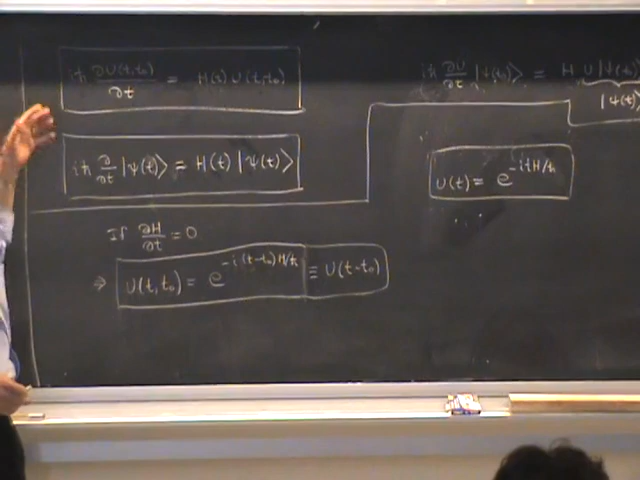 iħ ∂U(t,t₀)/∂t = H(t) U(t,t₀)
iħ ∂/∂t |ψ(t)⟩ = H(t) |ψ(t)⟩
If ∂H/∂t = 0
⇒ U(t,t₀) = e^{-i(t-t₀)H/ħ} ≡ U(t-t₀)
iħ ∂U/∂t |ψ(t₀)⟩ = H U|ψ(t₀)⟩
|ψ(t)⟩
U(t) = e^{-itH/ħ}
...